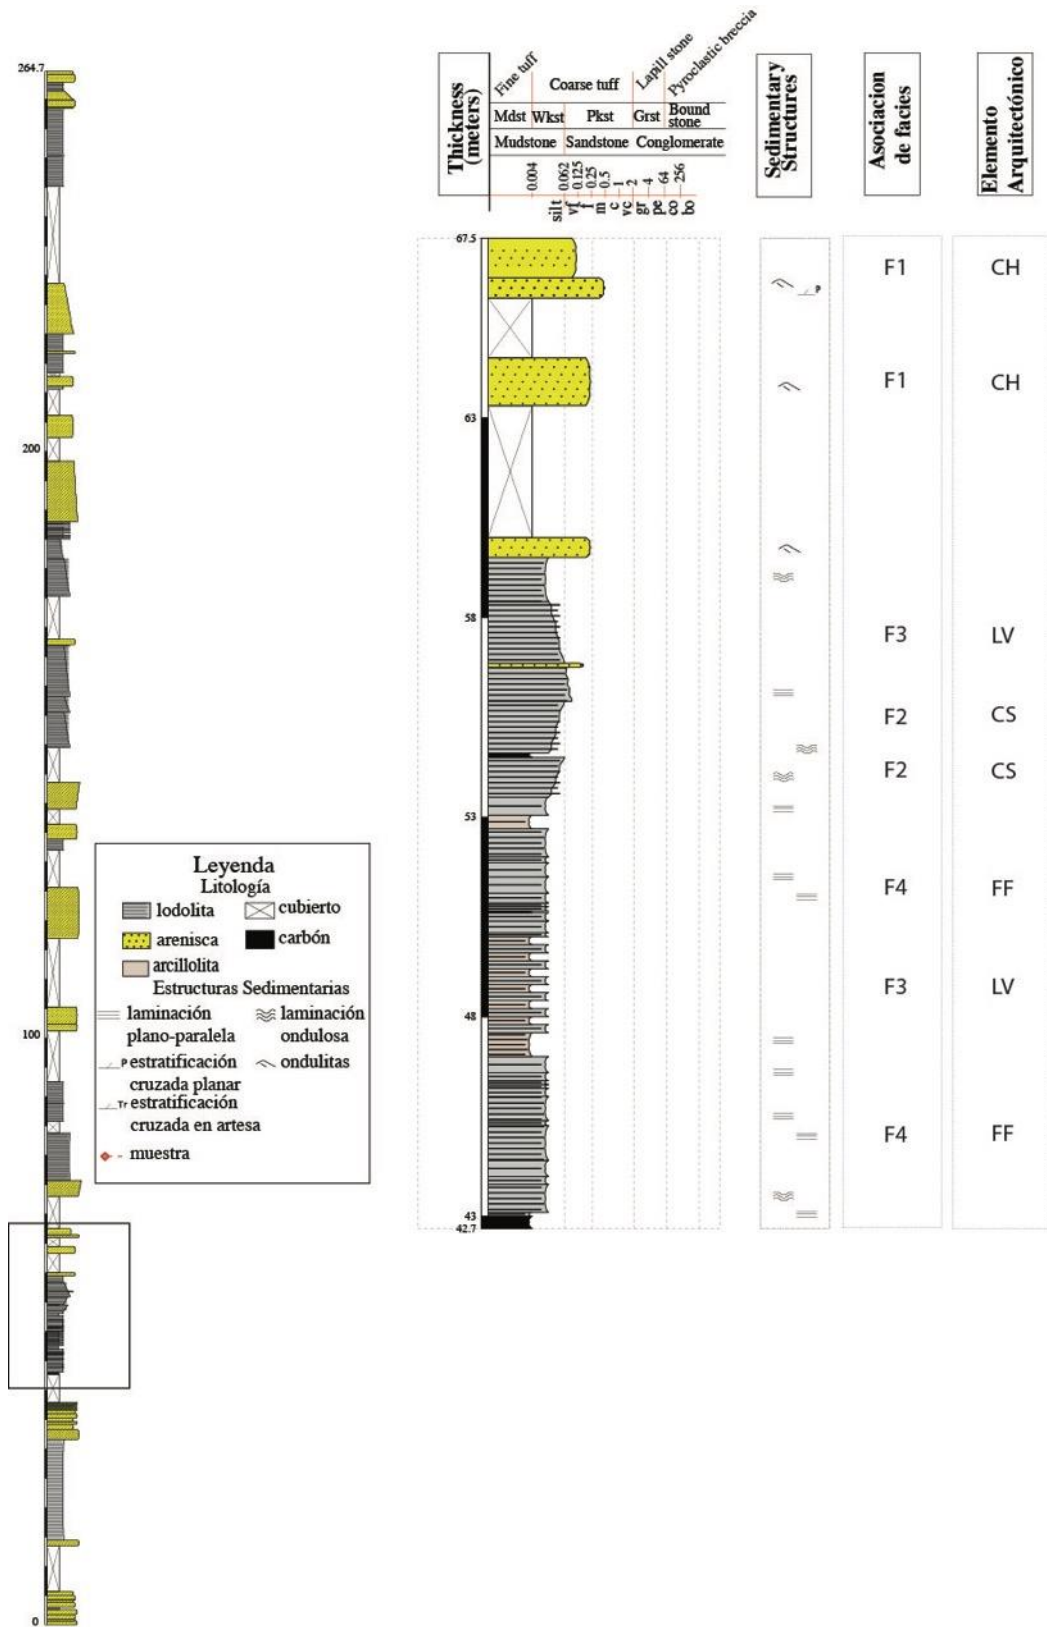 264.7
200
100
0
Leyenda
Litología
lodolita
cubierto
arenisca
carbón
arcillolita
Estructuras Sedimentarias
laminación
plano-paralela
laminación
ondulosa
P estratificación
cruzada planar
ondulitas
Tr estratificación
cruzada en artesa
muestra
Thickness
(meters)
Fine tuff
Coarse tuff
Lapill stone
Pyroclastic breccia
Mdst Wkst Pkst Grst Bound
stone
Mudstone Sandstone Conglomerate
0.004 0.062 0.125 0.25 0.5 1 2 4 64 256
silt vf f m c vc gr pe co bo
Sedimentary
Structures
Asociacion
de facies
Elemento
Arquitectónico
67.5
F1 CH
P
F1 CH
63
58
F3 LV
F2 CS
F2 CS
53
F4 FF
F3 LV
48
F4 FF
43
42.7